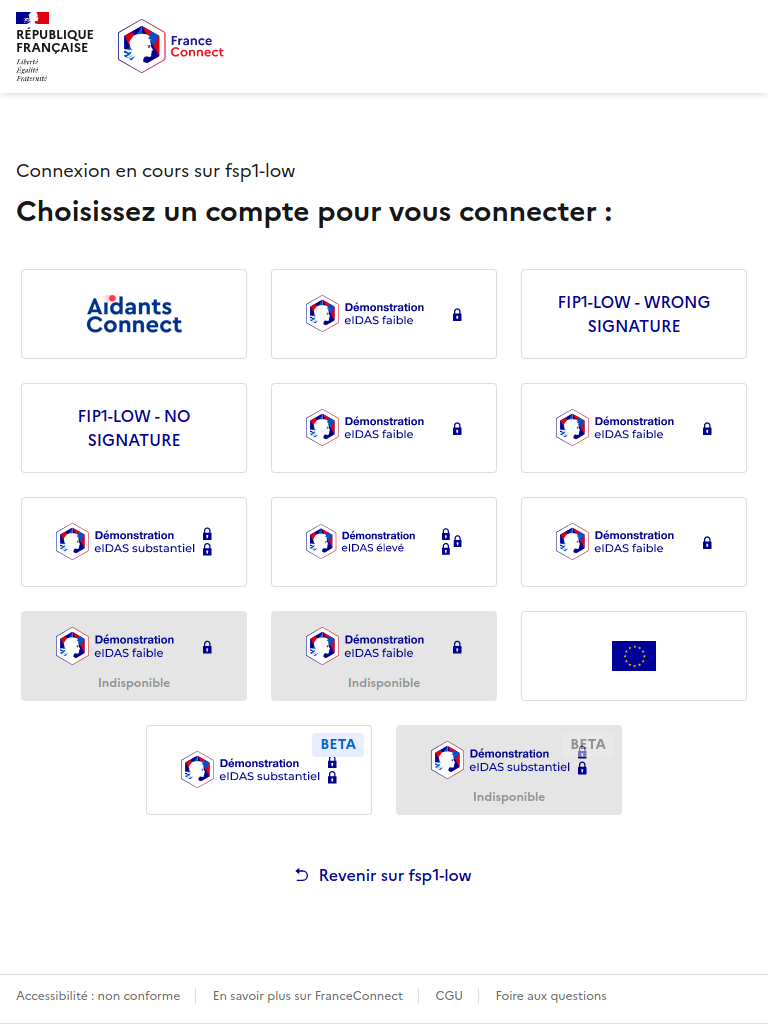 RÉPUBLIQUE
FRANÇAISE
Liberté
Égalité
Fraternité
France
Connect
Connexion en cours sur fsp1-low
Choisissez un compte pour vous connecter :
Aidants
Connect
Démonstration
eIDAS faible
FIP1-LOW - WRONG
SIGNATURE
FIP1-LOW - NO
SIGNATURE
Démonstration
eIDAS faible
Démonstration
eIDAS faible
Démonstration
eIDAS substantiel
Démonstration
eIDAS élevé
Démonstration
eIDAS faible
Démonstration
eIDAS faible
Indisponible
Démonstration
eIDAS faible
Indisponible
BETA
Démonstration
eIDAS substantiel
BETA
Démonstration
eIDAS substantiel
Indisponible
Revenir sur fsp1-low
Accessibilité : non conforme
En savoir plus sur FranceConnect
CGU
Foire aux questions